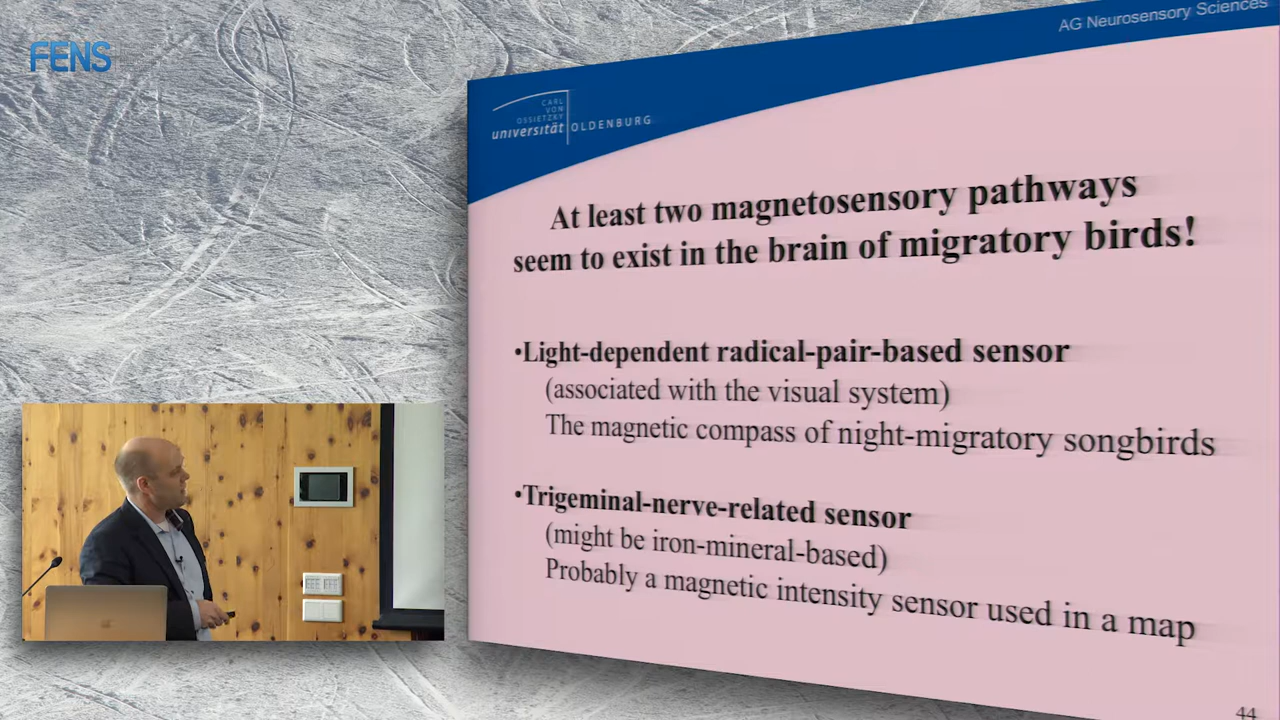 FENS
AG Neurosensory Sciences
CARL
VON
OSSIETZKY
universität OLDENBURG
At least two magnetosensory pathways
seem to exist in the brain of migratory birds!
•Light-dependent radical-pair-based sensor
(associated with the visual system)
The magnetic compass of night-migratory songbirds
•Trigeminal-nerve-related sensor
(might be iron-mineral-based)
Probably a magnetic intensity sensor used in a map
44